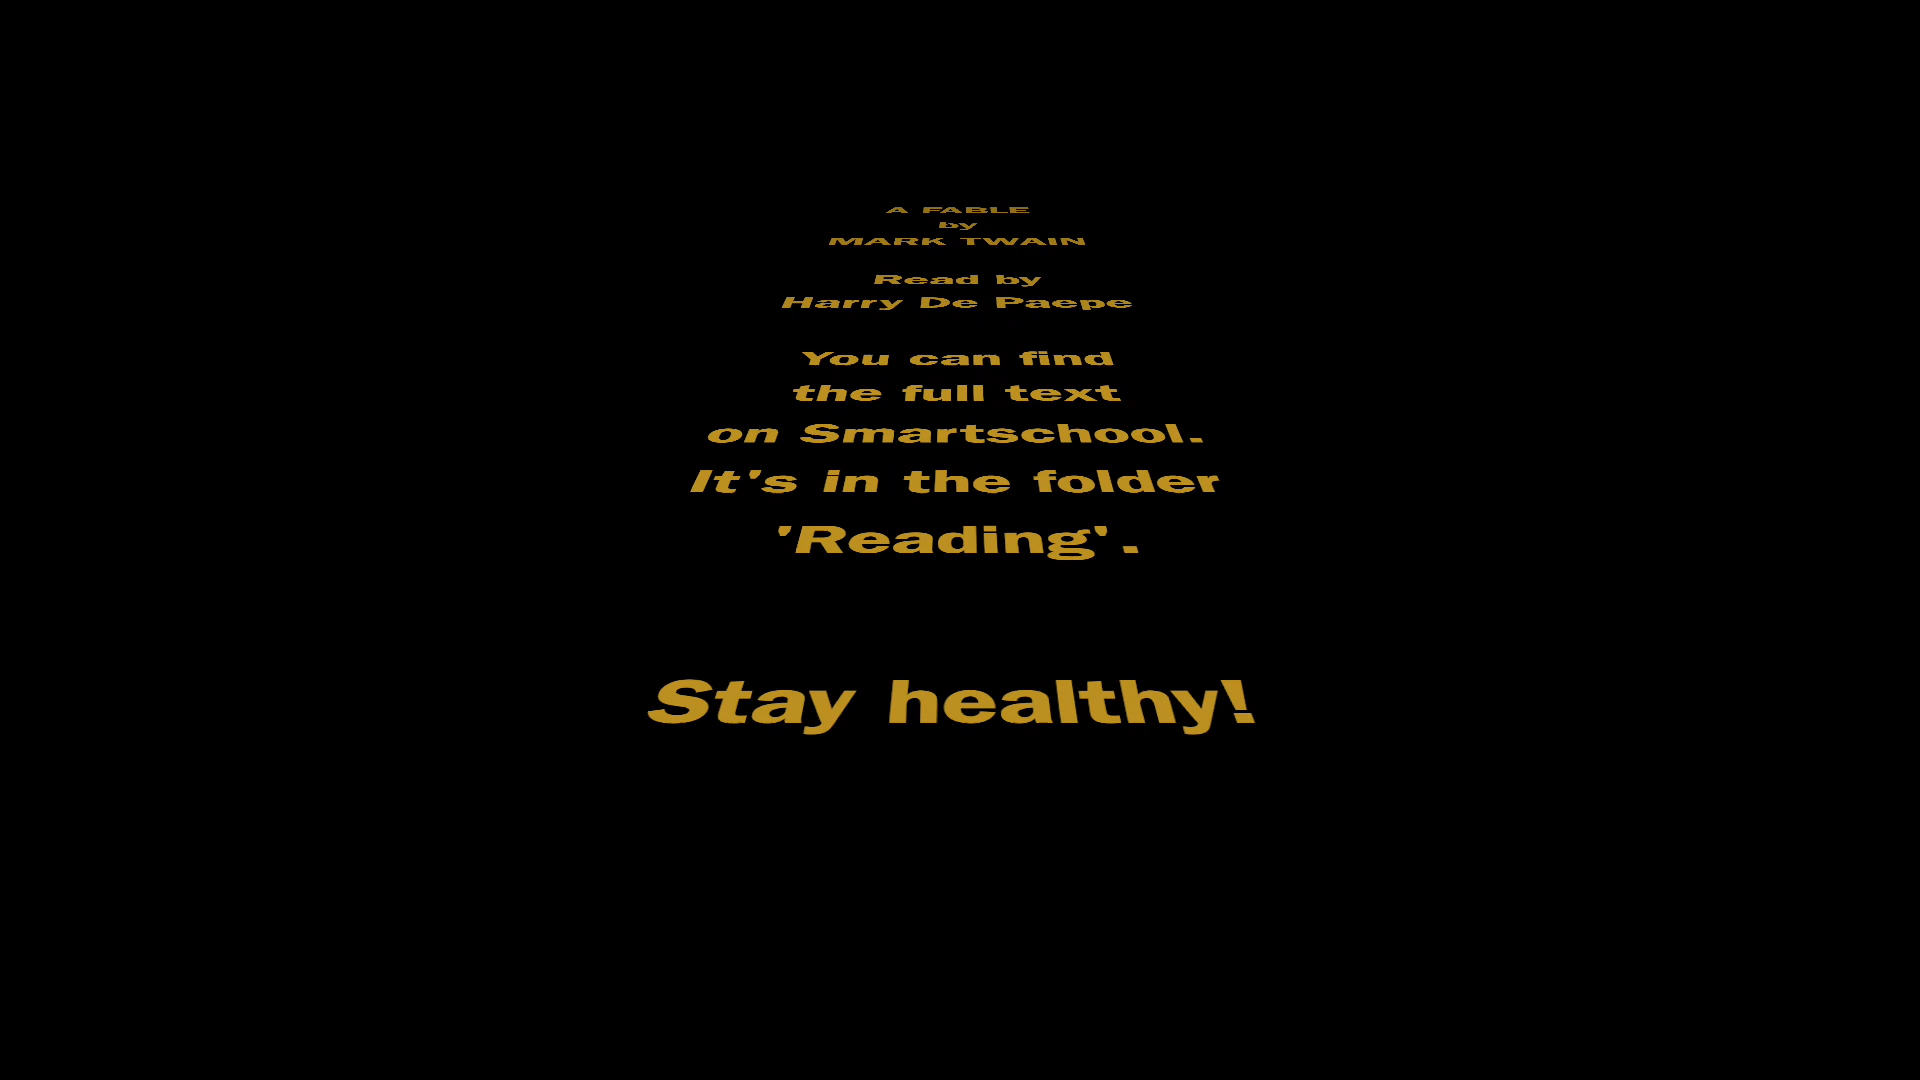 A FABLE
by
MARK TWAIN
Read by
Harry De Paepe
You can find
the full text
on Smartschool.
It's in the folder
'Reading'.
Stay healthy!